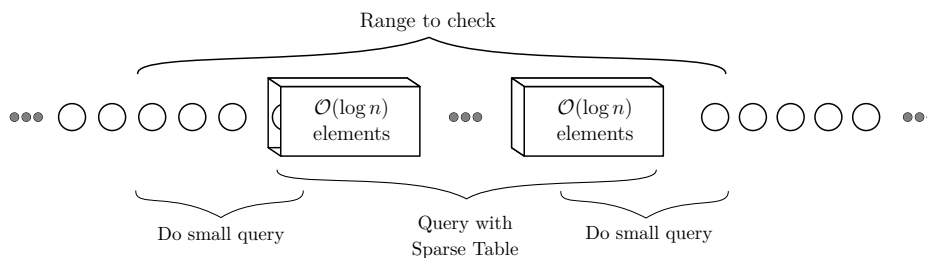 Range to check
O(log n)
elements
O(log n)
elements
Do small query
Query with
Sparse Table
Do small query